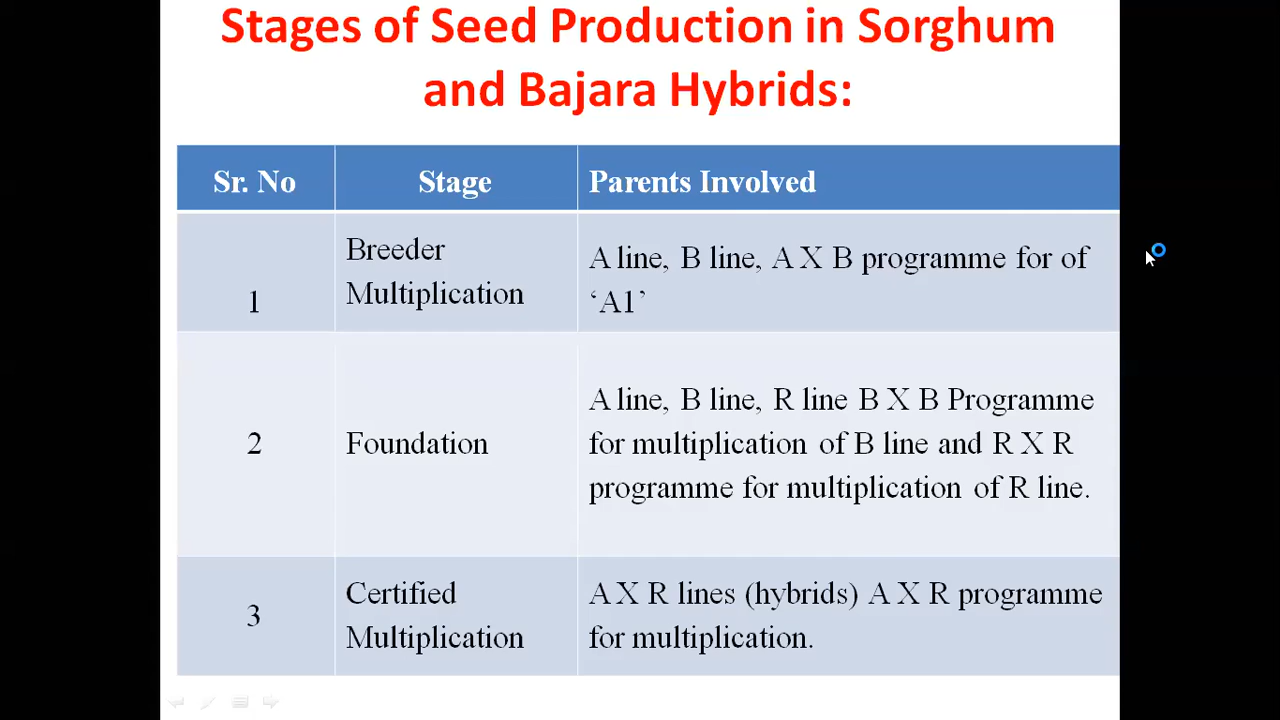 Stages of Seed Production in Sorghum
and Bajara Hybrids:
Sr. No Stage Parents Involved
1 Breeder
Multiplication A line, B line, A X B programme for of
‘A1’
2 Foundation A line, B line, R line B X B Programme
for multiplication of B line and R X R
programme for multiplication of R line.
3 Certified
Multiplication A X R lines (hybrids) A X R programme
for multiplication.